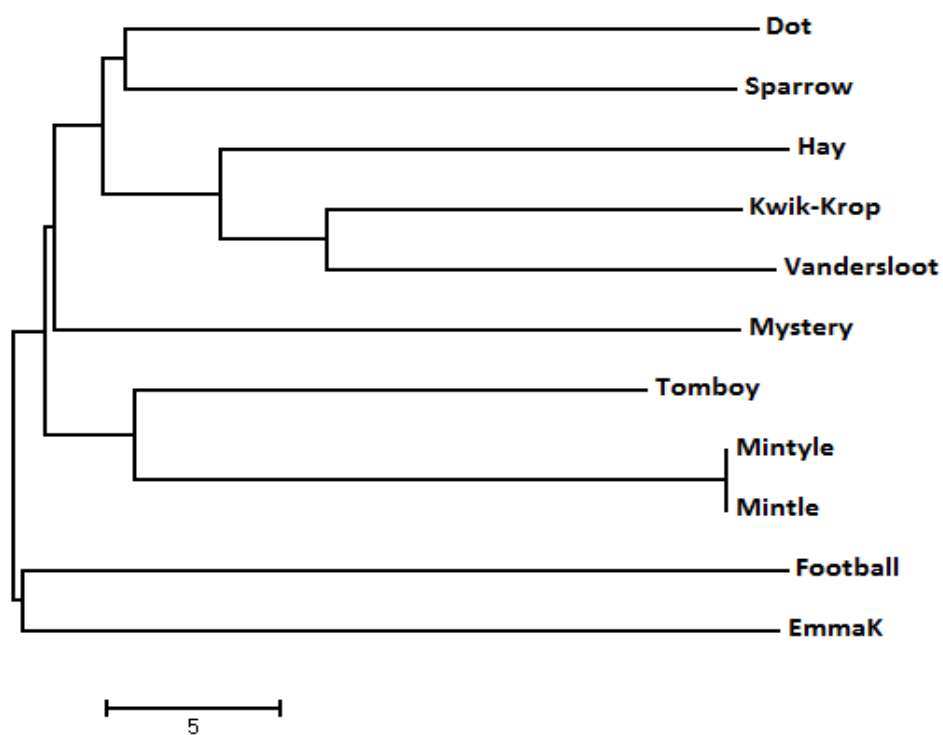 Dot
Sparrow
Hay
Kwik-Krop
Vandersloot
Mystery
Tomboy
Mintyle
Mintle
Football
EmmaK
5